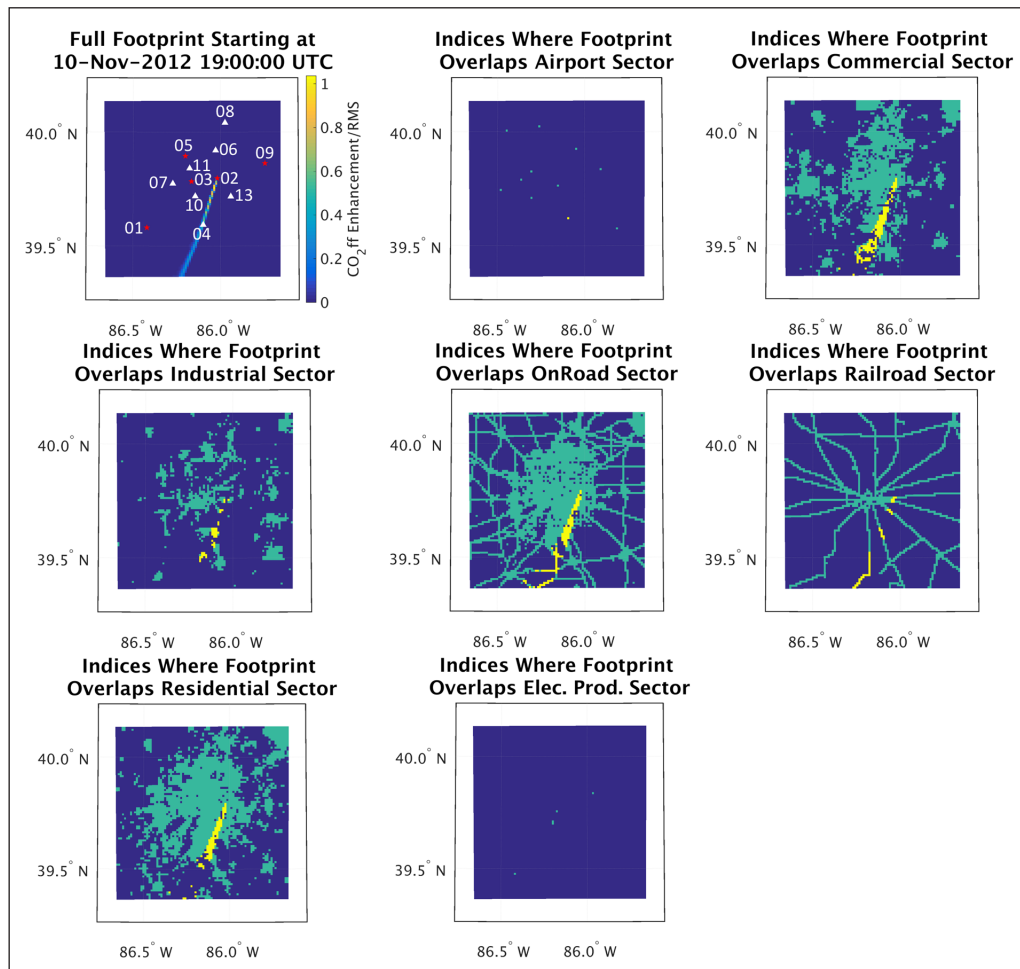 Full Footprint Starting at
10-Nov-2012 19:00:00 UTC
40.0° N
39.5° N
86.5° W
86.0° W
08
05
06
09
11
03
02
07
10
13
01
04
1
0.8
0.6
0.4
0.2
0
CO₂ff Enhancement/RMS
Indices Where Footprint
Overlaps Airport Sector
40.0° N
39.5° N
86.5° W
86.0° W
Indices Where Footprint
Overlaps Commercial Sector
40.0° N
39.5° N
86.5° W
86.0° W
Indices Where Footprint
Overlaps Industrial Sector
40.0° N
39.5° N
86.5° W
86.0° W
Indices Where Footprint
Overlaps OnRoad Sector
40.0° N
39.5° N
86.5° W
86.0° W
Indices Where Footprint
Overlaps Railroad Sector
40.0° N
39.5° N
86.5° W
86.0° W
Indices Where Footprint
Overlaps Residential Sector
40.0° N
39.5° N
86.5° W
86.0° W
Indices Where Footprint
Overlaps Elec. Prod. Sector
40.0° N
39.5° N
86.5° W
86.0° W